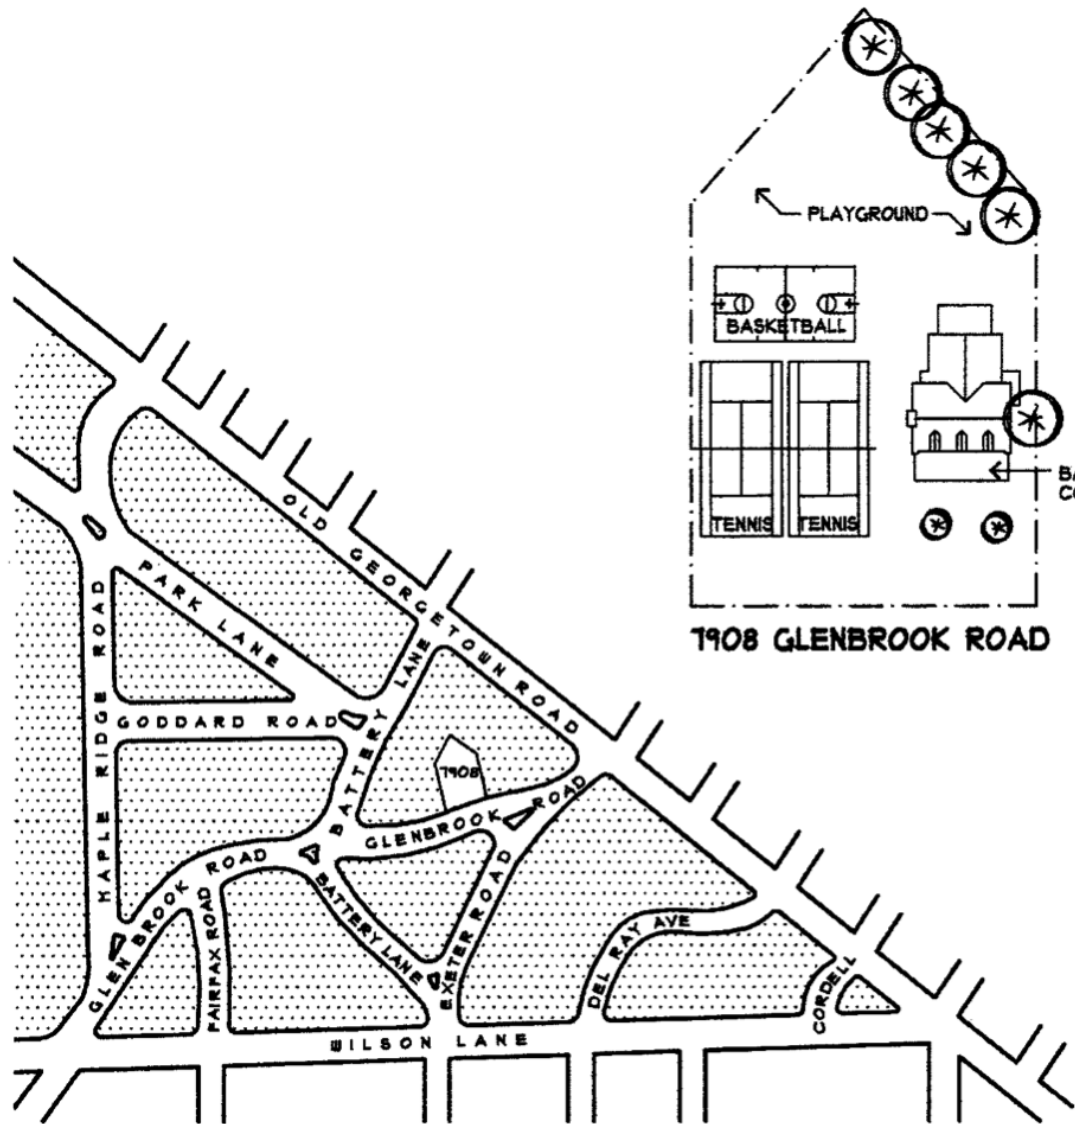 PLAYGROUND
BASKETBALL
TENNIS TENNIS
7908 GLENBROOK ROAD
OLD GEORGETOWN ROAD
PARK LANE
MAPLE RIDGE ROAD
GODDARD ROAD
BATTERY LANE
7908
GLENBROOK ROAD
GLEN BROOK ROAD
FAIRFAX ROAD
BATTERY LANE
EXETER ROAD
DEL RAY AVE
CORDELL
WILSON LANE